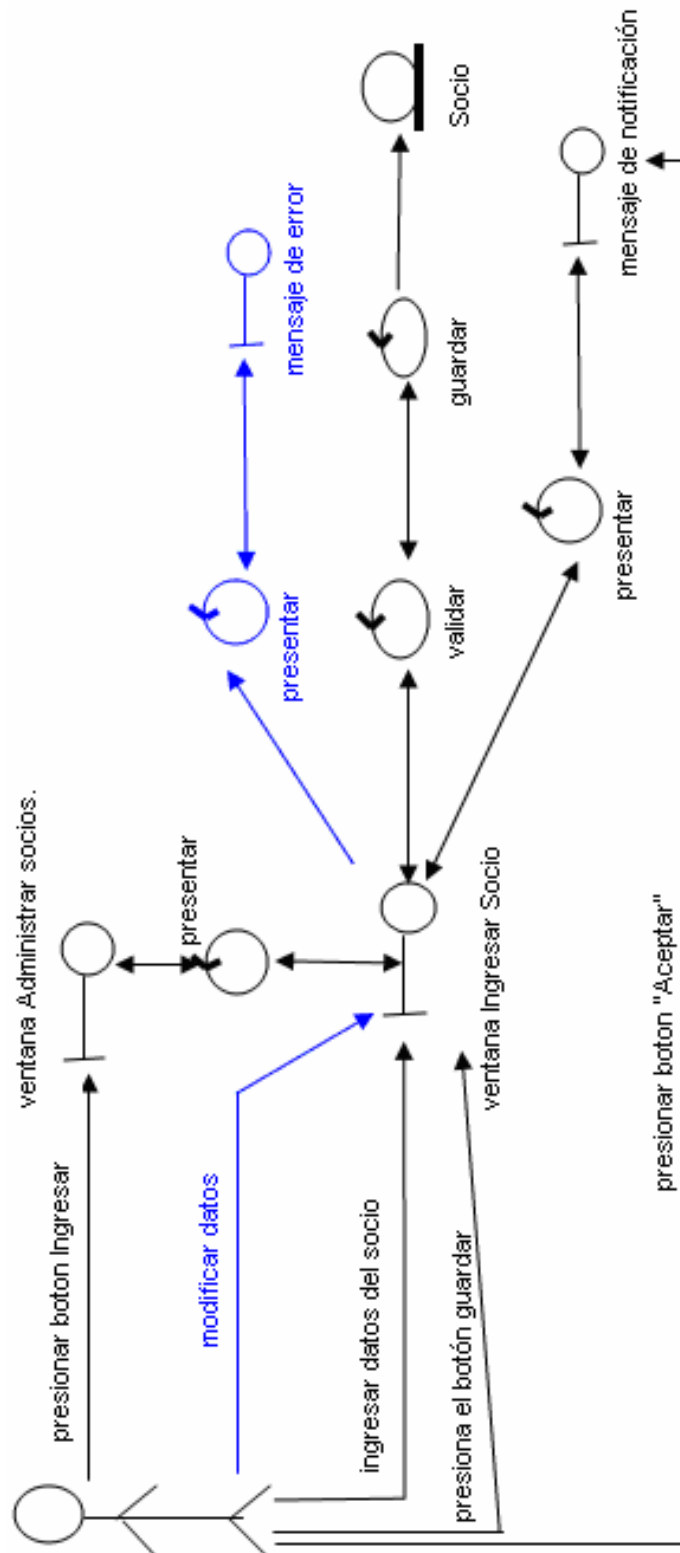 ventana Administrar socios.
presionar boton Ingresar
presentar
modificar datos
presentar
mensaje de error
ingresar datos del socio
presiona el botón guardar
ventana Ingresar Socio
validar
guardar
Socio
presentar
mensaje de notificación
presionar boton "Aceptar"